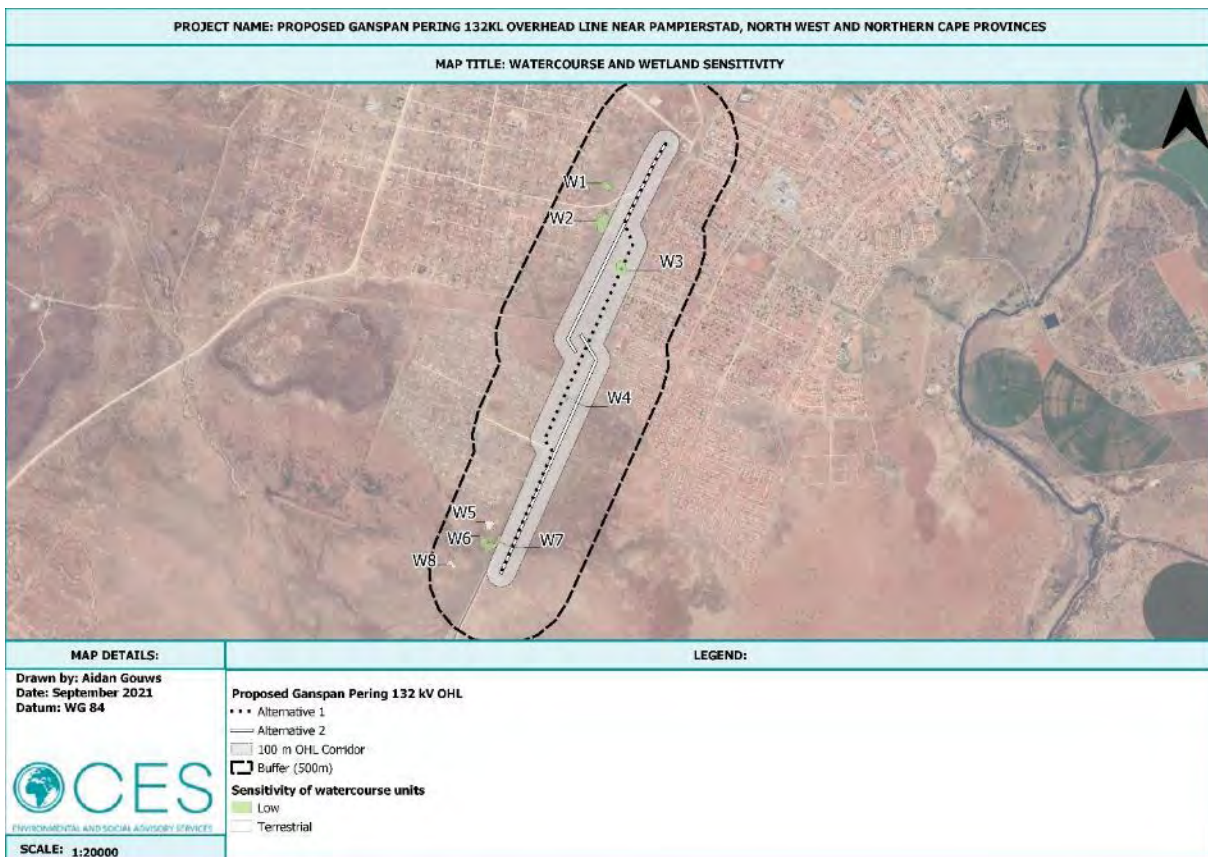 PROJECT NAME: PROPOSED GANSPAN PERING 132KL OVERHEAD LINE NEAR PAMPIERSTAD, NORTH WEST AND NORTHERN CAPE PROVINCES
MAP TITLE: WATERCOURSE AND WETLAND SENSITIVITY
W1
W2
W3
W4
W5
W6
W7
W8
MAP DETAILS:
Drawn by: Aidan Gouws
Date: September 2021
Datum: WG 84
CES
ENVIRONMENTAL AND SOCIAL ADVISORY SERVICES
SCALE: 1:20000
LEGEND:
Proposed Ganspan Pering 132 kV OHL
Alternative 1
Alternative 2
100 m OHL Corridor
Buffer (500m)
Sensitivity of watercourse units
Low
Terrestrial